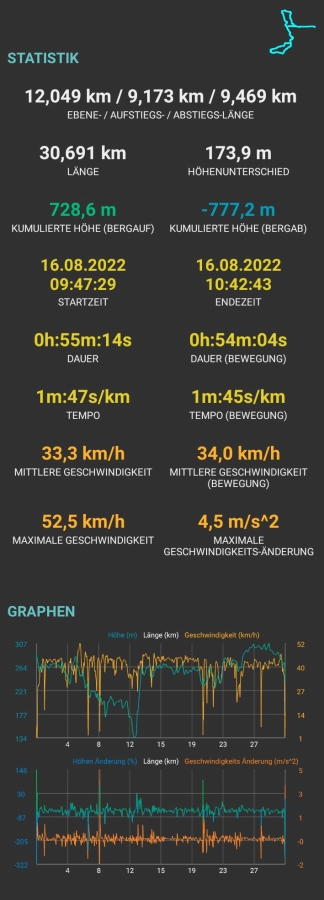 STATISTIK
12,049 km / 9,173 km / 9,469 km
EBENE- / AUFSTIEGS- / ABSTIEGS-LÄNGE
30,691 km 173,9 m
LÄNGE HÖHENUNTERSCHIED
728,6 m -777,2 m
KUMULIERTE HÖHE (BERGAUF) KUMULIERTE HÖHE (BERGAB)
16.08.2022 16.08.2022
09:47:29 10:42:43
STARTZEIT ENDEZEIT
0h:55m:14s 0h:54m:04s
DAUER DAUER (BEWEGUNG)
1m:47s/km 1m:45s/km
TEMPO TEMPO (BEWEGUNG)
33,3 km/h 34,0 km/h
MITTLERE GESCHWINDIGKEIT MITTLERE GESCHWINDIGKEIT
(BEWEGUNG)
52,5 km/h 4,5 m/s^2
MAXIMALE GESCHWINDIGKEIT MAXIMALE
GESCHWINDIGKEITS-ÄNDERUNG
GRAPHEN
Höhe (m) Länge (km) Geschwindigkeit (km/h)
307 52
264 40
221 27
177 14
134 1
4 8 12 15 19 23 27
Höhen Änderung (%) Länge (km) Geschwindigkeits Änderung (m/s^2)
148 5
30 3
-87 1
-205 -0
-322 -2
4 8 12 15 19 23 27